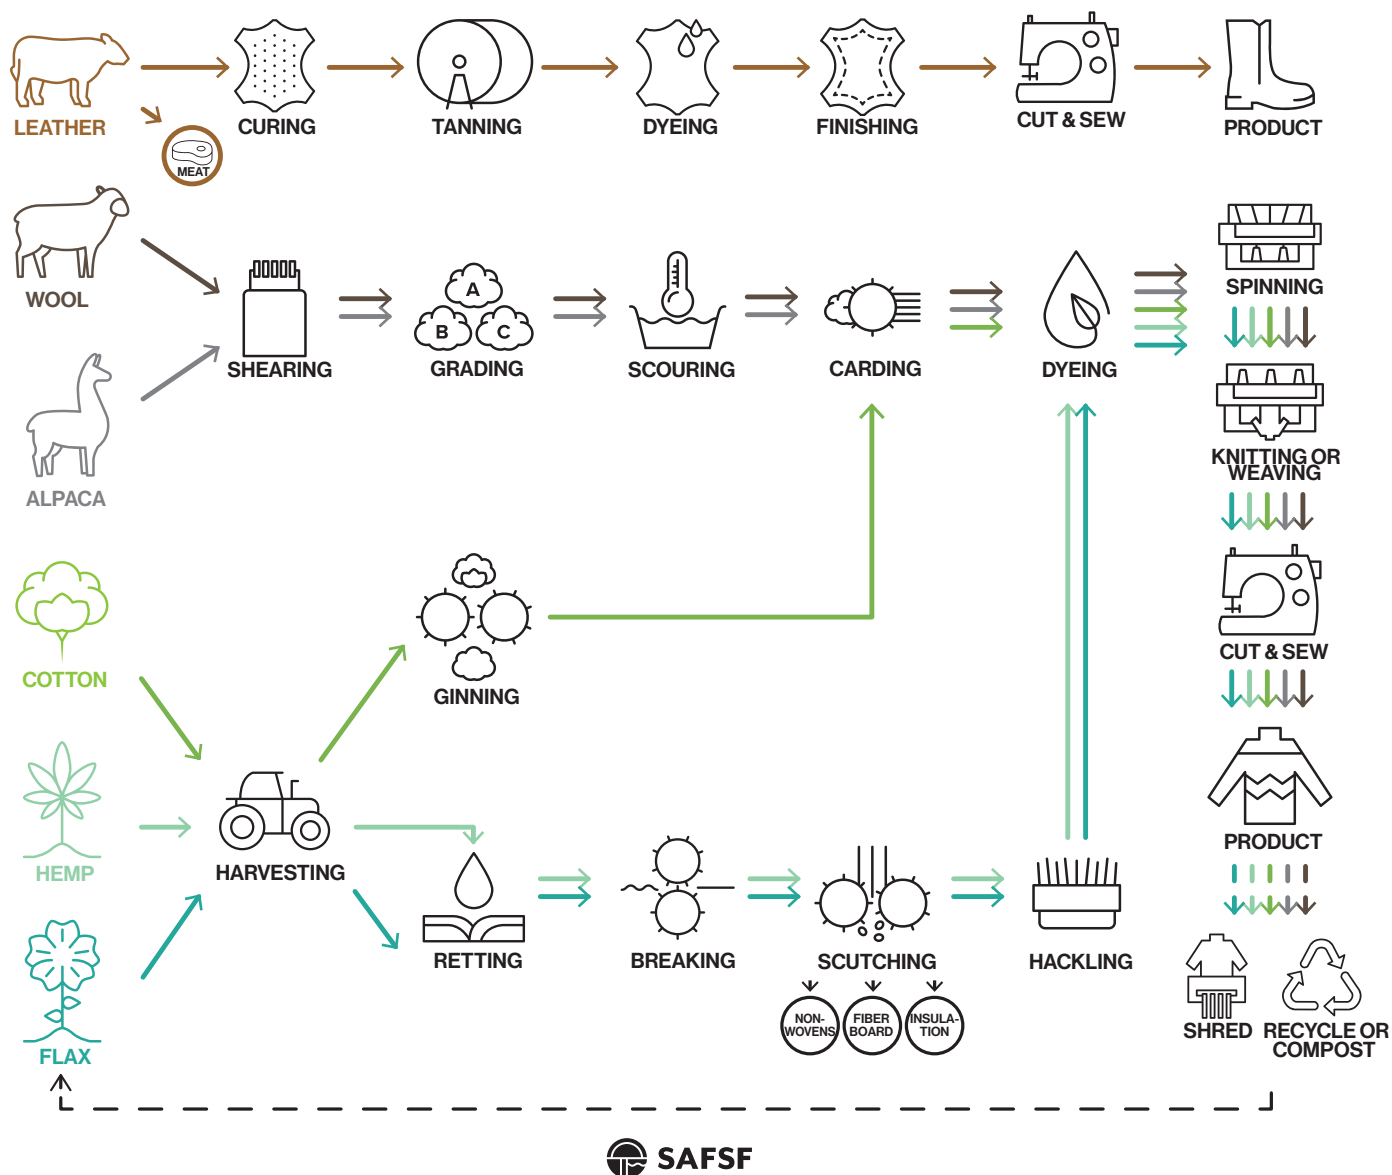 LEATHER
CURING
TANNING
DYEING
FINISHING
CUT & SEW
PRODUCT
MEAT
WOOL
ALPACA
SHEARING
A
B
C
GRADING
SCOURING
CARDING
DYEING
SPINNING
KNITTING OR
WEAVING
CUT & SEW
PRODUCT
SHRED
RECYCLE OR
COMPOST
COTTON
HEMP
FLAX
HARVESTING
GINNING
RETTING
BREAKING
SCUTCHING
HACKLING
NON-
WOVENS
FIBER
BOARD
INSULA-
TION
SAFSF